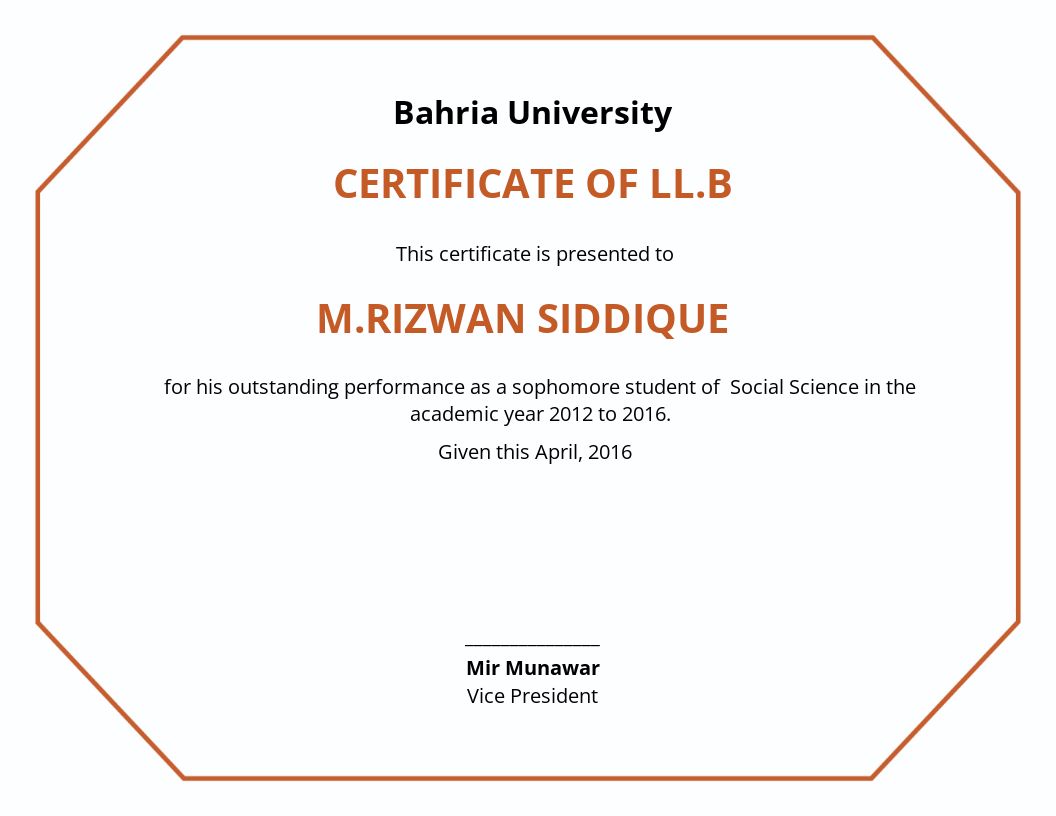 Bahria University
CERTIFICATE OF LL.B
This certificate is presented to
M.RIZWAN SIDDIQUE
for his outstanding performance as a sophomore student of  Social Science in the
academic year 2012 to 2016.
Given this April, 2016
_______________
Mir Munawar
Vice President